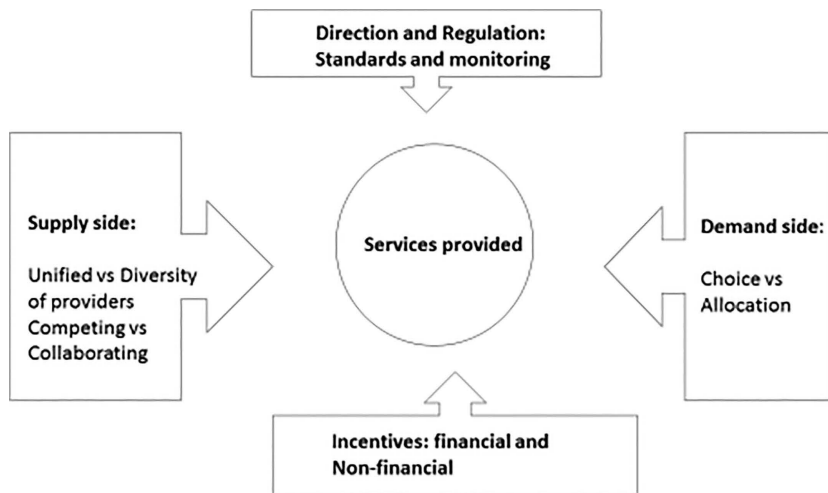 Direction and Regulation:
Standards and monitoring
Supply side:
Unified vs Diversity
of providers
Competing vs
Collaborating
Services provided
Demand side:
Choice vs
Allocation
Incentives: financial and
Non-financial